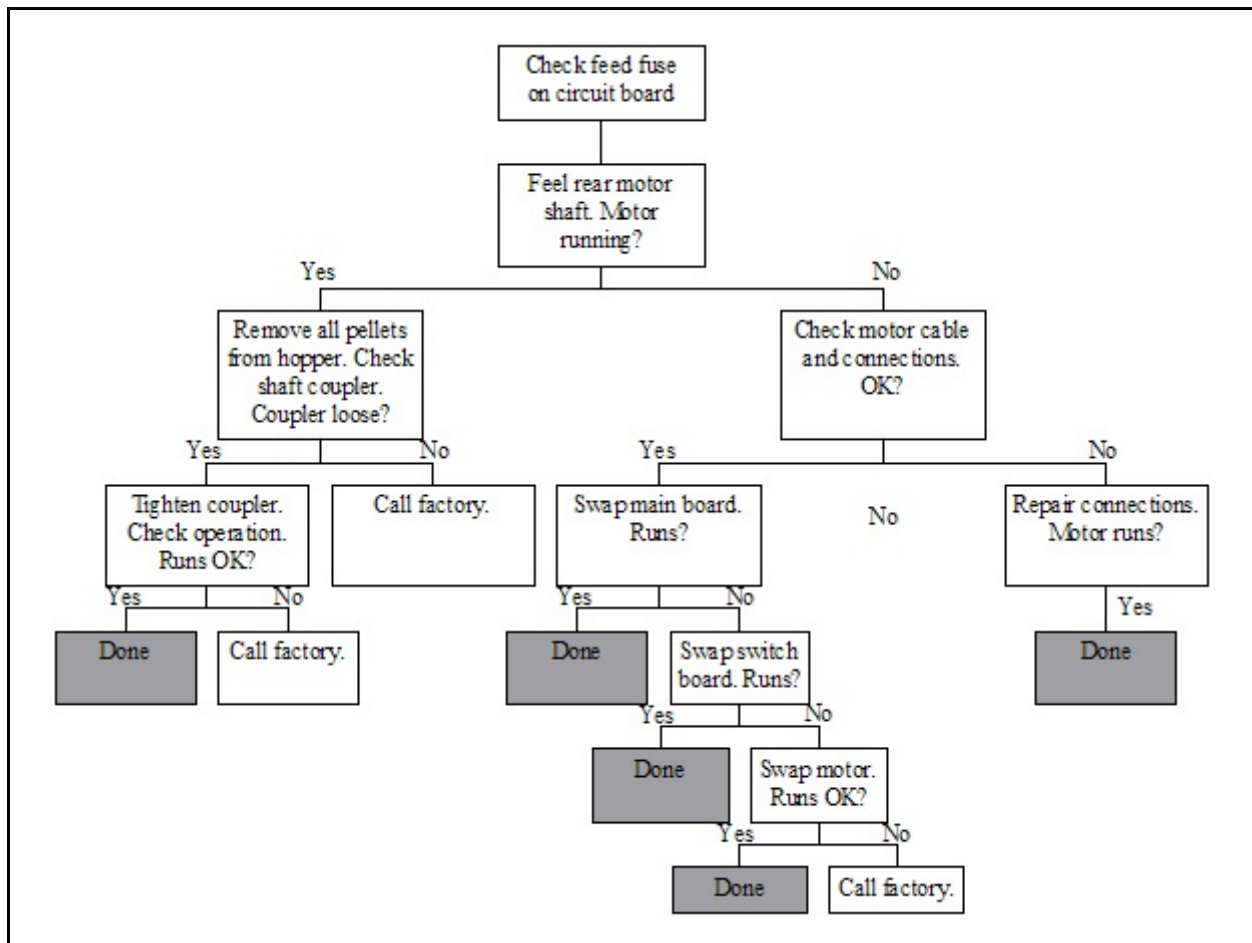 Check feed fuse
on circuit board
Feel rear motor
shaft. Motor
running?
Yes
No
Remove all pellets
from hopper. Check
shaft coupler.
Coupler loose?
Check motor cable
and connections.
OK?
Yes
No
Yes
No
Tighten coupler.
Check operation.
Runs OK?
Call factory.
Swap main board.
Runs?
No
Repair connections.
Motor runs?
Yes
No
Yes
No
Yes
Done
Call factory.
Done
Swap switch
board. Runs?
Done
Yes
No
Done
Swap motor.
Runs OK?
Yes
No
Done
Call factory.